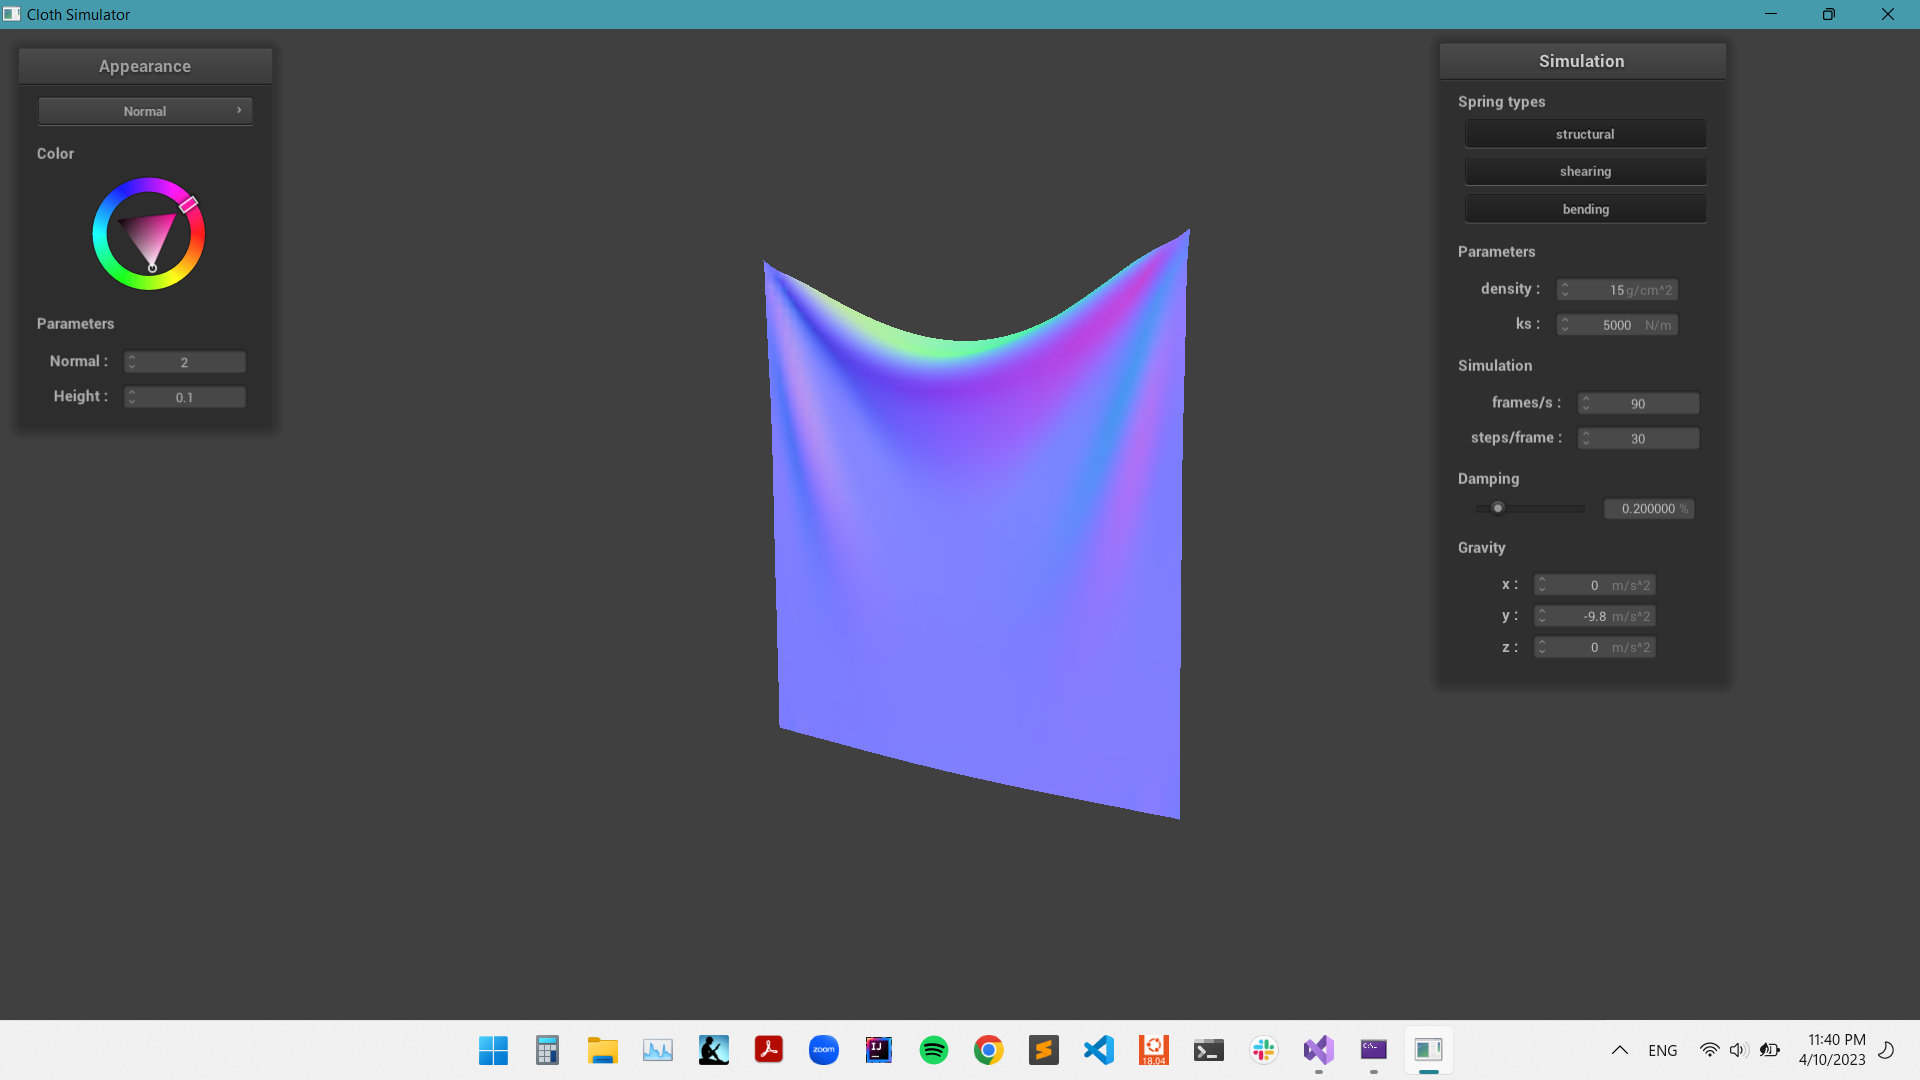 Cloth Simulator
Appearance
Normal
Color
Parameters
Normal : 2
Height : 0.1
Simulation
Spring types
structural
shearing
bending
Parameters
density : 15 g/cm^2
ks : 5000 N/m
Simulation
frames/s : 90
steps/frame : 30
Damping
0.200000 %
Gravity
x : 0 m/s^2
y : -9.8 m/s^2
z : 0 m/s^2
zoom
IJ
18.04
C:\_
ENG
11:40 PM
4/10/2023